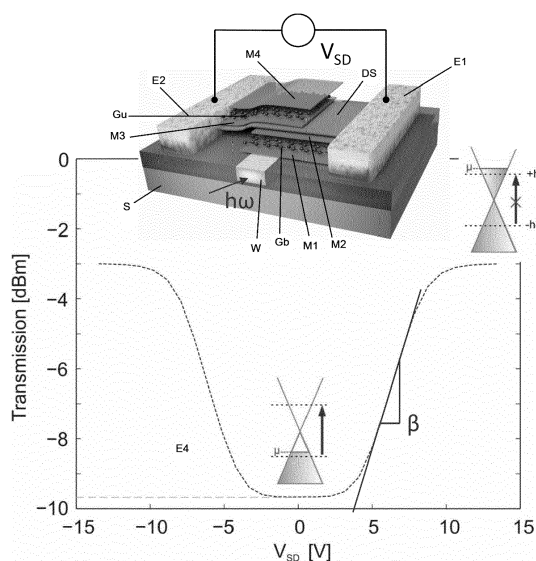 V_SD
M4
DS
E1
E2
Gu
M3
0
μ
+h
ħω
S
-h
W
Gb
M1
M2
−2
Transmission [dBm]
−4
−6
β
−8
E4
μ
−10
−15
−10
−5
0
5
10
15
V_SD [V]